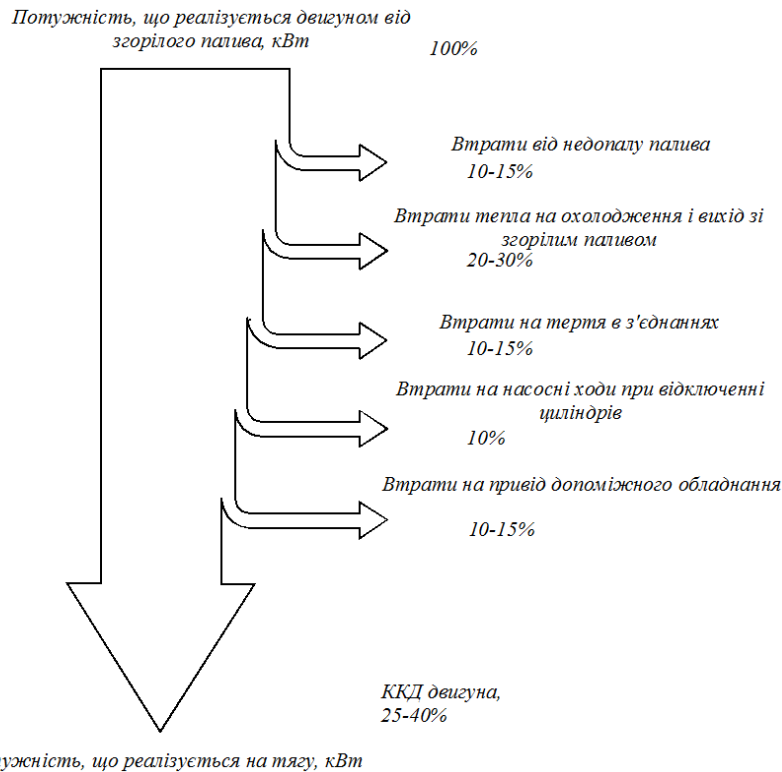 Потужність, що реалізується двигуном від
згорілого палива, кВт
100%
Втрати від недопалу палива
10-15%
Втрати тепла на охолодження і вихід зі
згорілим паливом
20-30%
Втрати на тертя в з'єднаннях
10-15%
Втрати на насосні ходи при відключенні
циліндрів
10%
Втрати на привід допоміжного обладнання
10-15%
ККД двигуна,
25-40%
ужність, що реалізується на тягу, кВт